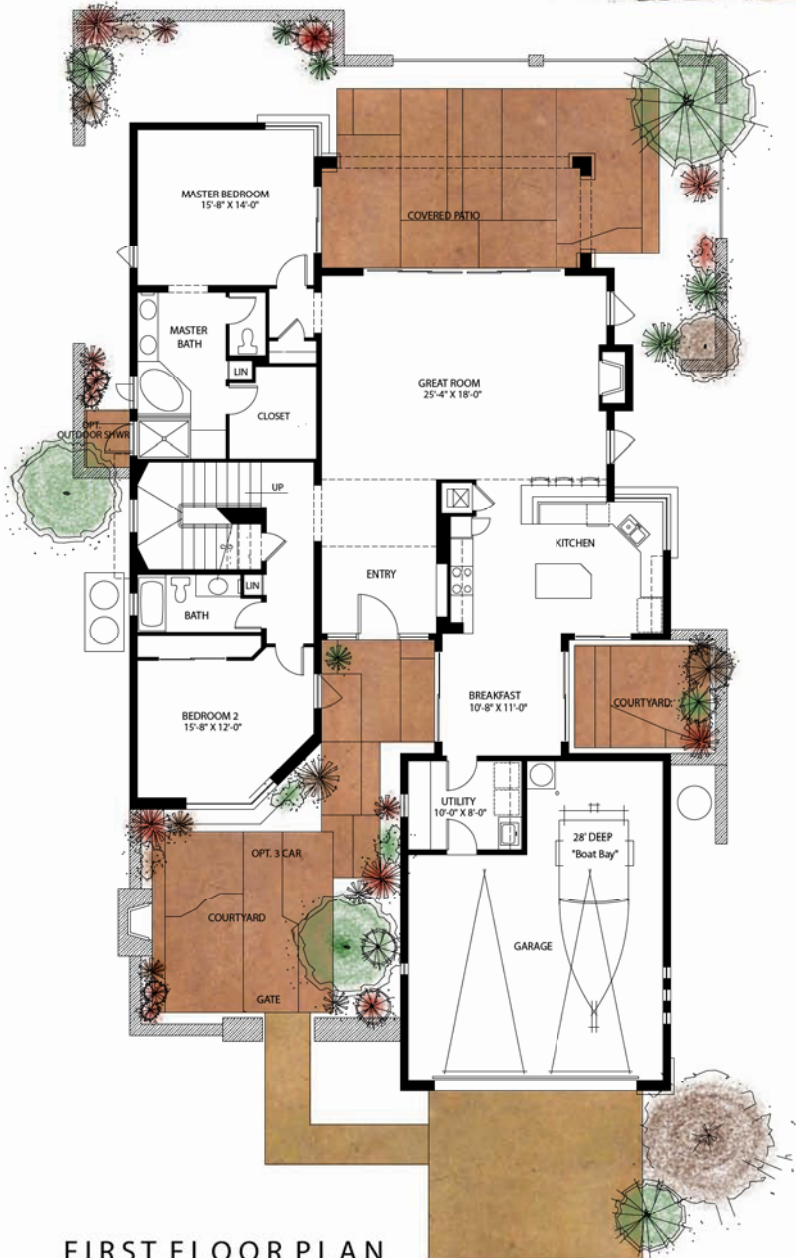 MASTER BEDROOM
15'-8" X 14'-0"
COVERED PATIO
MASTER
BATH
LIN
CLOSET
GREAT ROOM
25'-4" X 18'-0"
OPT.
OUTDOOR SHWR
UP
KITCHEN
ENTRY
LIN
BATH
BREAKFAST
10'-8" X 11'-0"
COURTYARD
BEDROOM 2
15'-8" X 12'-0"
UTILITY
10'-0" X 8'-0"
28' DEEP
"Boat Bay"
OPT. 3 CAR
COURTYARD
GARAGE
GATE
FIRST FLOOR PLAN